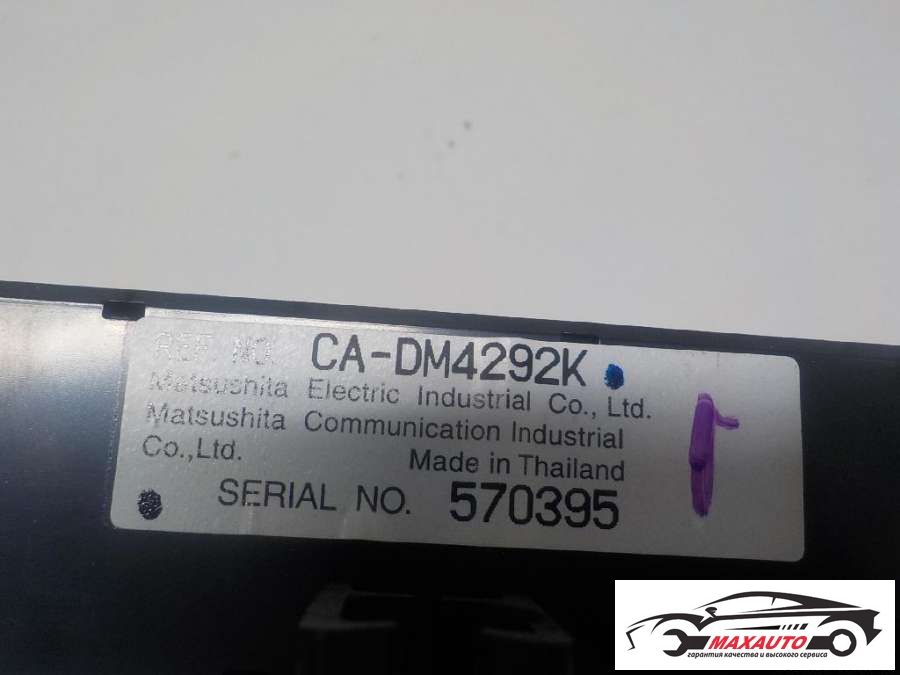 REF NO. CA-DM4292K
Matsushita Electric Industrial Co., Ltd.
Matsushita Communication Industrial
Co.,Ltd. Made in Thailand
SERIAL NO. 570395
MAXAUTO
гарантия качества и высокого сервиса